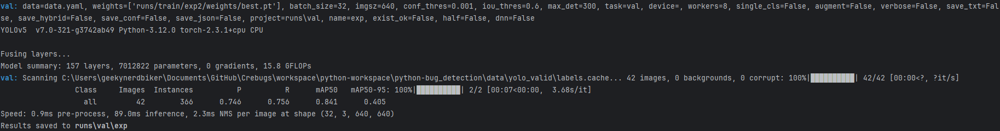 val: data=data.yaml, weights=['runs/train/exp2/weights/best.pt'], batch_size=32, imgsz=640, conf_thres=0.001, iou_thres=0.6, max_det=300, task=val, device=, workers=8, single_cls=False, augment=False, verbose=False, save_txt=Fal
se, save_hybrid=False, save_conf=False, save_json=False, project=runs\val, name=exp, exist_ok=False, half=False, dnn=False
YOLOv5  v7.0-321-g3742ab49 Python-3.12.0 torch-2.3.1+cpu CPU
Fusing layers...
Model summary: 157 layers, 7012822 parameters, 0 gradients, 15.8 GFLOPs
val: Scanning C:\Users\geekynerdbiker\Documents\GitHub\Crebugs\workspace\python-workspace\python-bug_detection\data\yolo_valid\labels.cache... 42 images, 0 backgrounds, 0 corrupt: 100%|██████████| 42/42 [00:00<?, ?it/s]
Class     Images  Instances          P          R      mAP50   mAP50-95: 100%|██████████| 2/2 [00:07<00:00,  3.68s/it]
all         42        366      0.746      0.756      0.841      0.405
Speed: 0.9ms pre-process, 89.0ms inference, 2.3ms NMS per image at shape (32, 3, 640, 640)
Results saved to runs\val\exp